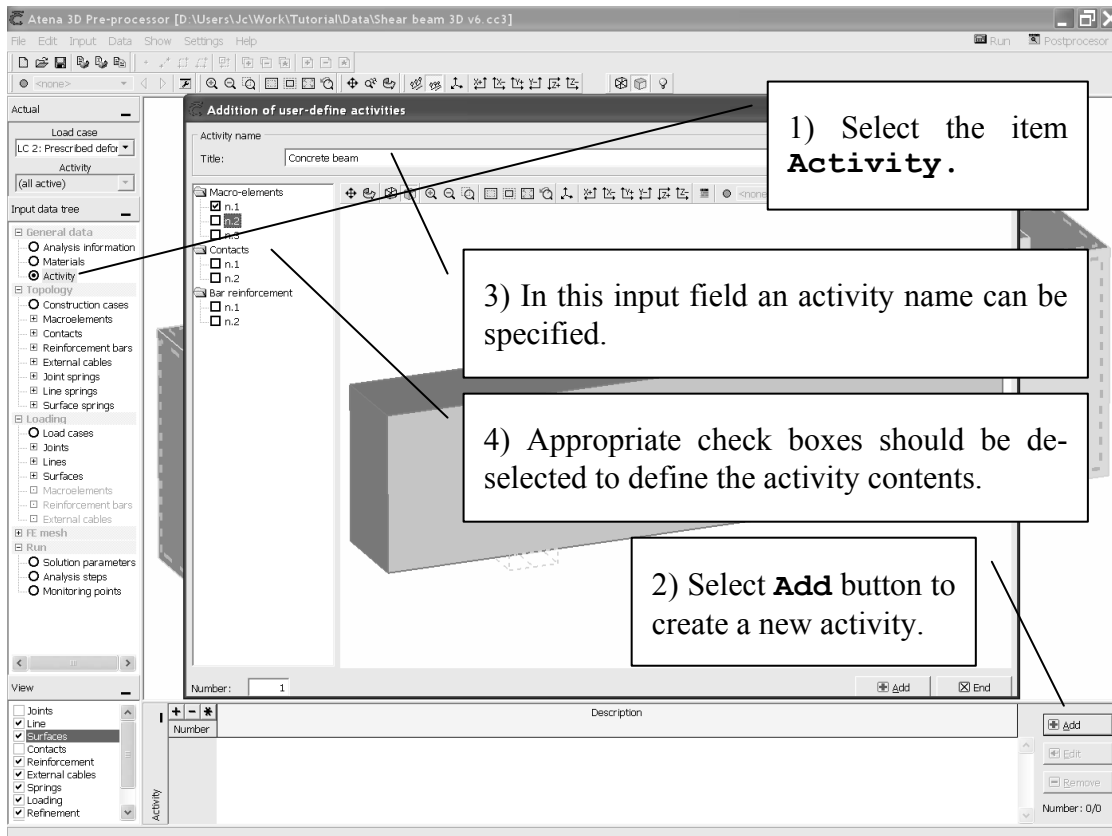 Atena 3D Pre-processor [D:\Users\Jc\Work\Tutorial\Data\Shear beam 3D v6.cc3]
File Edit Input Data Show Settings Help
Run Postprocesor
<none>
Actual
Load case
LC 2: Prescribed defor
Activity
(all active)
Input data tree
General data
Analysis information
Materials
Activity
Topology
Construction cases
Macroelements
Contacts
Reinforcement bars
External cables
Joint springs
Line springs
Surface springs
Loading
Load cases
Joints
Lines
Surfaces
Macroelements
Reinforcement bars
External cables
FE mesh
Run
Solution parameters
Analysis steps
Monitoring points
View
Joints
Line
Surfaces
Contacts
Reinforcement
External cables
Springs
Loading
Refinement
Addition of user-define activities
Activity name
Title: Concrete beam
Macro-elements
n.1
n.2
n.3
Contacts
n.1
n.2
Bar reinforcement
n.1
n.2
<none>
1) Select the item
Activity.
3) In this input field an activity name can be
specified.
4) Appropriate check boxes should be de-
selected to define the activity contents.
2) Select Add button to
create a new activity.
Number: 1
Add
End
Activity
Number
Description
Add
Edit
Remove
Number: 0/0